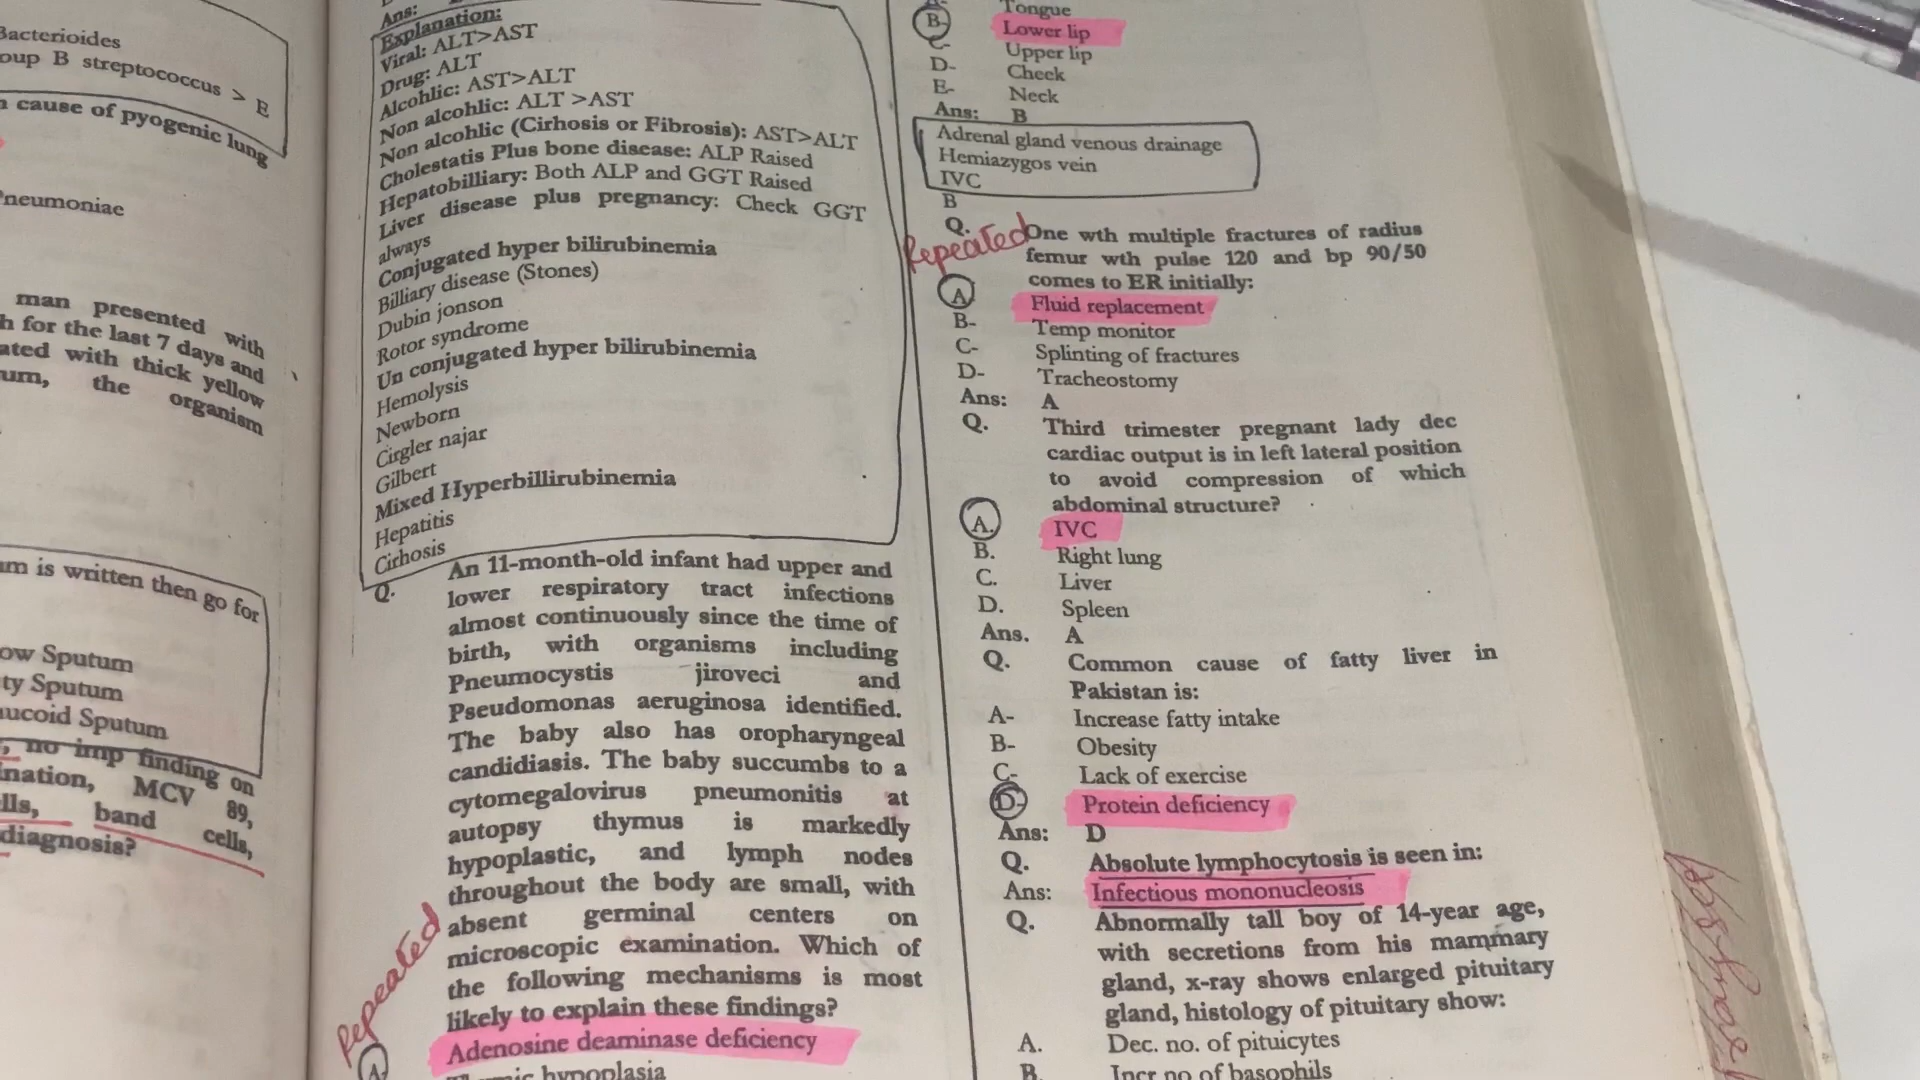 Bacterioides
oup B streptococcus > E
cause of pyogenic lung
Pneumoniae
man presented with
h for the last 7 days and
ated with thick yellow
um, the organism
um is written then go for
ow Sputum
ty Sputum
ucoid Sputum
, no imp finding on
ination, MCV 89,
lls, band cells,
diagnosis?
Ans:
Explanation:
Viral: ALT>AST
Drug: ALT
Alcohlic: AST>ALT
Non alcohlic: ALT >AST
Non alcohlic (Cirhosis or Fibrosis): AST>ALT
Cholestatis Plus bone disease: ALP Raised
Hepatobilliary: Both ALP and GGT Raised
Liver disease plus pregnancy: Check GGT
always
Conjugated hyper bilirubinemia
Billiary disease (Stones)
Dubin jonson
Rotor syndrome
Un conjugated hyper bilirubinemia
Hemolysis
Newborn
Cirgler najar
Gilbert
Mixed Hyperbillirubinemia
Hepatitis
Cirhosis
Q. An 11-month-old infant had upper and
lower respiratory tract infections
almost continuously since the time of
birth, with organisms including
Pneumocystis jiroveci and
Pseudomonas aeruginosa identified.
The baby also has oropharyngeal
candidiasis. The baby succumbs to a
cytomegalovirus pneumonitis at
autopsy thymus is markedly
hypoplastic, and lymph nodes
throughout the body are small, with
absent germinal centers on
microscopic examination. Which of
the following mechanisms is most
likely to explain these findings?
Repeated
A Adenosine deaminase deficiency
hypoplasia
A- Tongue
B- Lower lip
C- Upper lip
D- Check
E- Neck
Ans: B
Adrenal gland venous drainage
Hemiazygos vein
IVC
B
Q. One wth multiple fractures of radius
Repeated
femur wth pulse 120 and bp 90/50
comes to ER initially:
A Fluid replacement
B- Temp monitor
C- Splinting of fractures
D- Tracheostomy
Ans: A
Q. Third trimester pregnant lady dec
cardiac output is in left lateral position
to avoid compression of which
abdominal structure?
A. IVC
B. Right lung
C. Liver
D. Spleen
Ans. A
Q. Common cause of fatty liver in
Pakistan is:
A- Increase fatty intake
B- Obesity
C- Lack of exercise
D- Protein deficiency
Ans: D
Q. Absolute lymphocytosis is seen in:
Ans: Infectious mononucleosis
Q. Abnormally tall boy of 14-year age,
with secretions from his mammary
gland, x-ray shows enlarged pituitary
gland, histology of pituitary show:
A. Dec. no. of pituicytes
B. Incr no of basophils